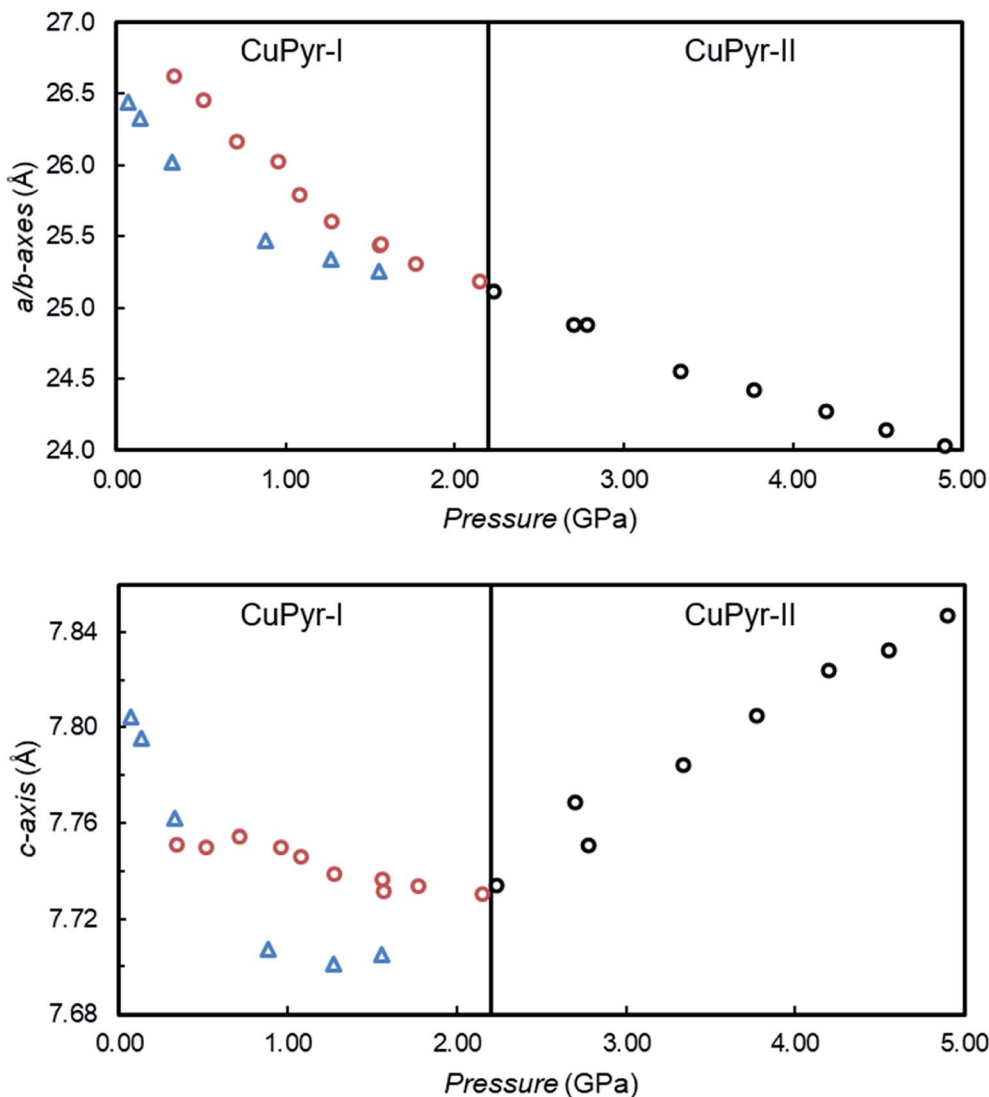 27.0
CuPyr-I CuPyr-II
26.5
26.0
a/b-axes (Å)
25.5
25.0
24.5
24.0
0.00 1.00 2.00 3.00 4.00 5.00
Pressure (GPa)
CuPyr-I CuPyr-II
7.84
7.80
c-axis (Å)
7.76
7.72
7.68
0.00 1.00 2.00 3.00 4.00 5.00
Pressure (GPa)